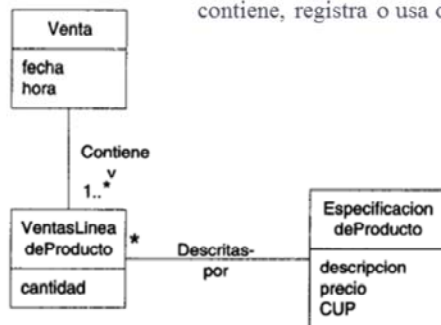 contiene, registra o usa
Venta
fecha
hora
Contiene
v
1..*
VentasLinea
deProducto
cantidad
*
Descritas-
por
Especificacion
deProducto
descripcion
precio
CUP